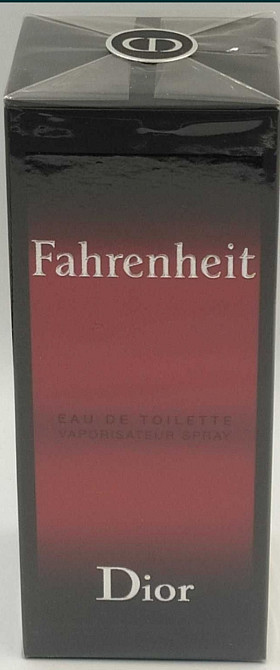 Fahrenheit
EAU DE TOILETTE
VAPORISATEUR SPRAY
Dior